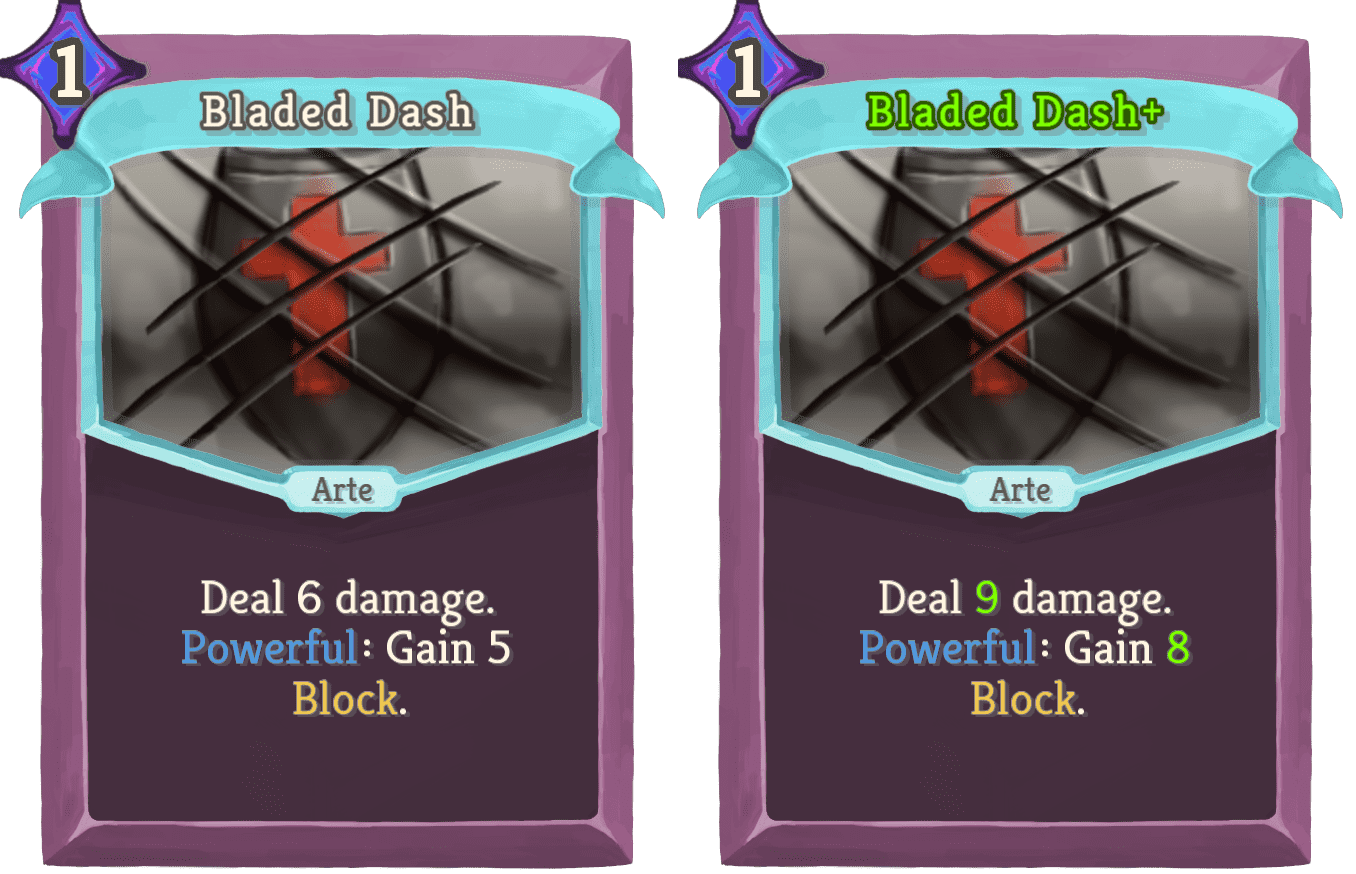 1
Bladed Dash
Arte
Deal 6 damage.
Powerful: Gain 5
Block.
1
Bladed Dash+
Arte
Deal 9 damage.
Powerful: Gain 8
Block.